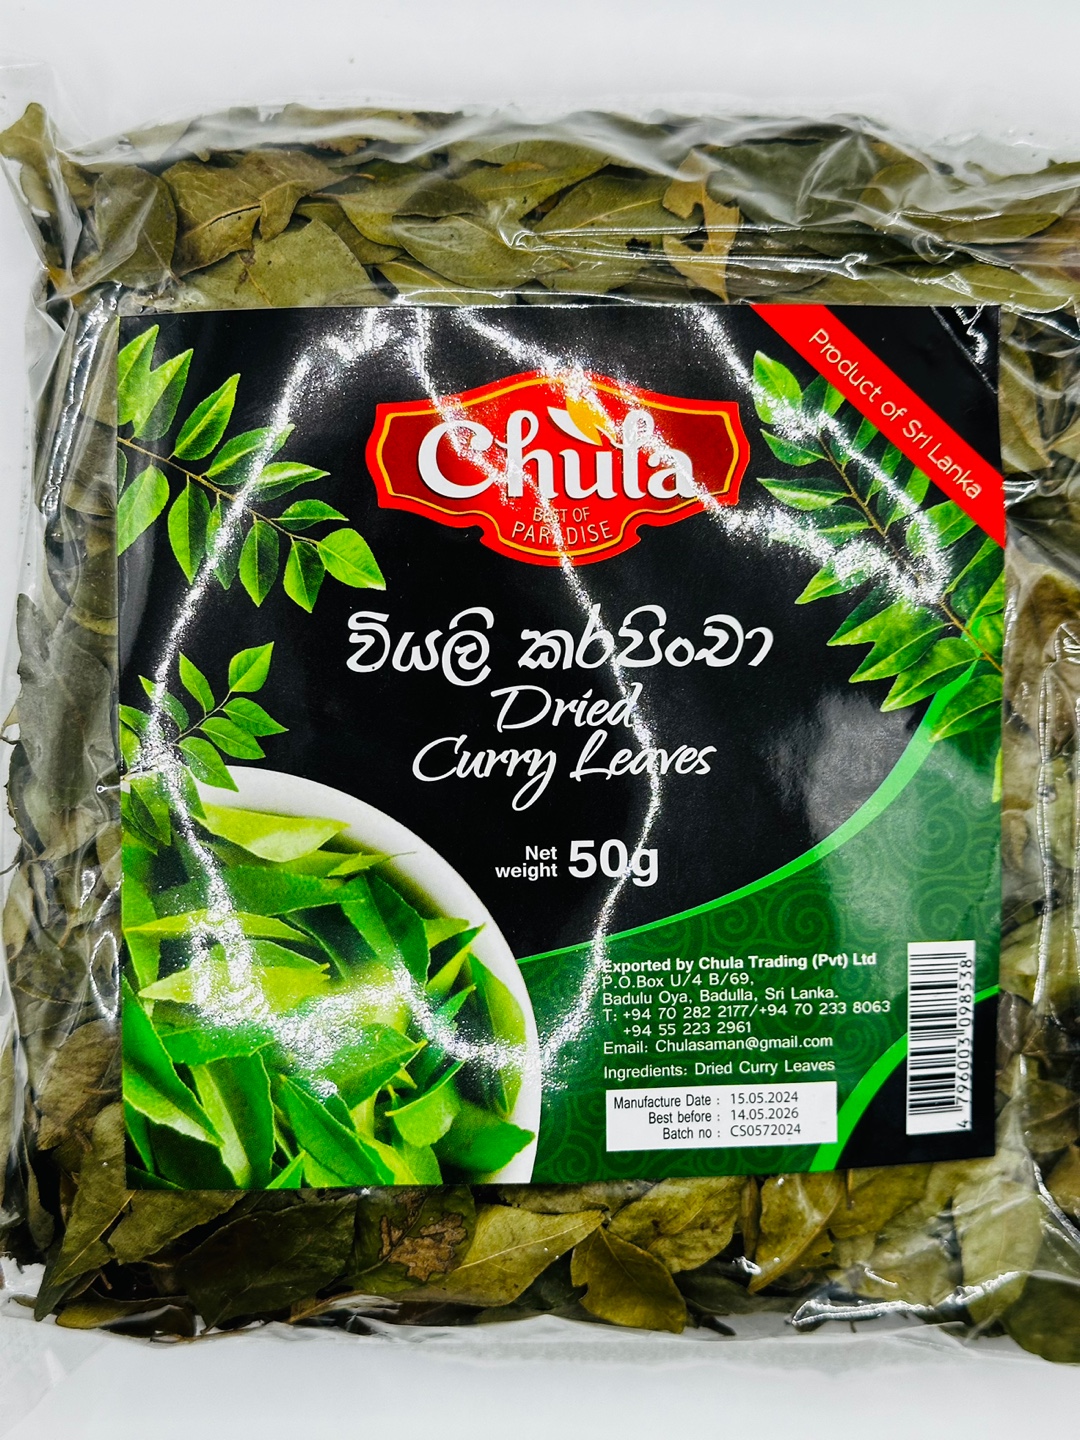 Product of Sri Lanka
Chula
BEST OF
PARADISE
වියලි කරපිංචා
Dried
Curry Leaves
Net
weight 50g
Exported by Chula Trading (Pvt) Ltd
P.O.Box U/4 B/69,
Badulu Oya, Badulla, Sri Lanka.
T: +94 70 282 2177/+94 70 233 8063
+94 55 223 2961
Email: Chulasaman@gmail.com
Ingredients: Dried Curry Leaves
Manufacture Date : 15.05.2024
Best before : 14.05.2026
Batch no : CS0572024
4 796003 098538